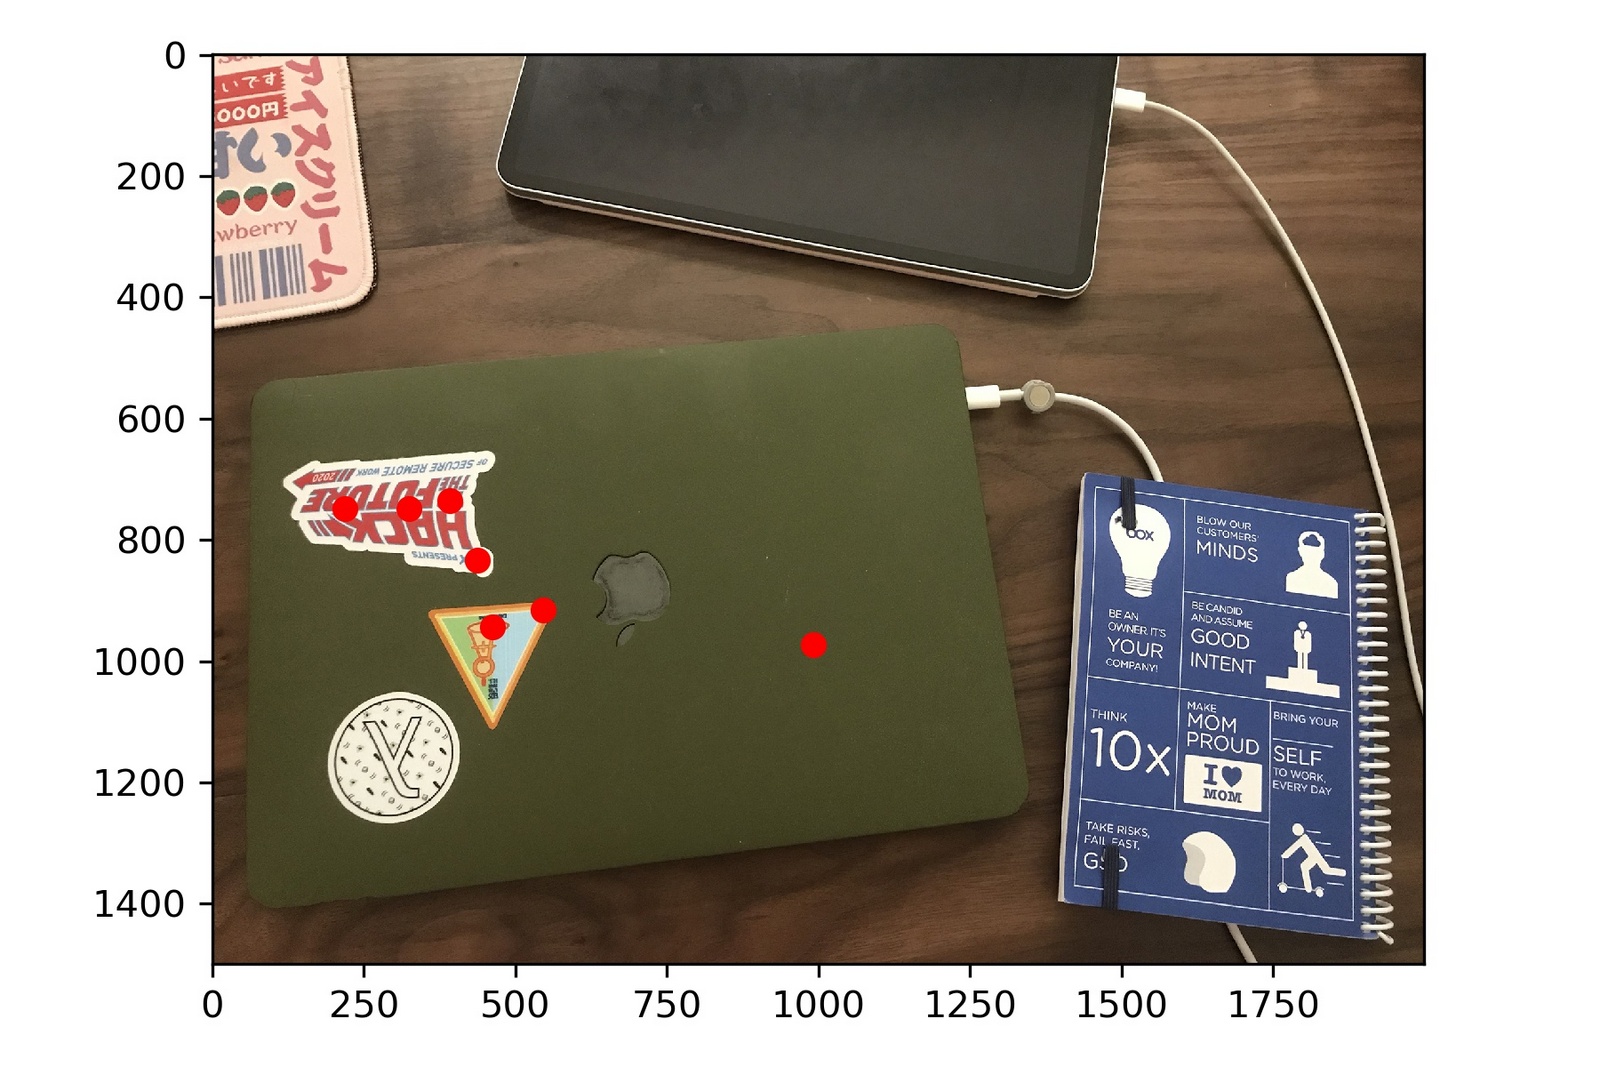 0
200
400
600
800
1000
1200
1400
0
250
500
750
1000
1250
1500
1750
いです
000円
アイスクリーム
wberry
OF SECURE REMOTE WORK
2020
THE FUTURE
HACK
PRESENTS
box
BLOW OUR
CUSTOMERS'
MINDS
BE AN
OWNER. IT'S
YOUR
COMPANY!
BE CANDID
AND ASSUME
GOOD
INTENT
THINK
10x
MAKE
MOM
PROUD
I
MOM
BRING YOUR
SELF
TO WORK,
EVERY DAY
TAKE RISKS,
FAIL FAST,
GSD